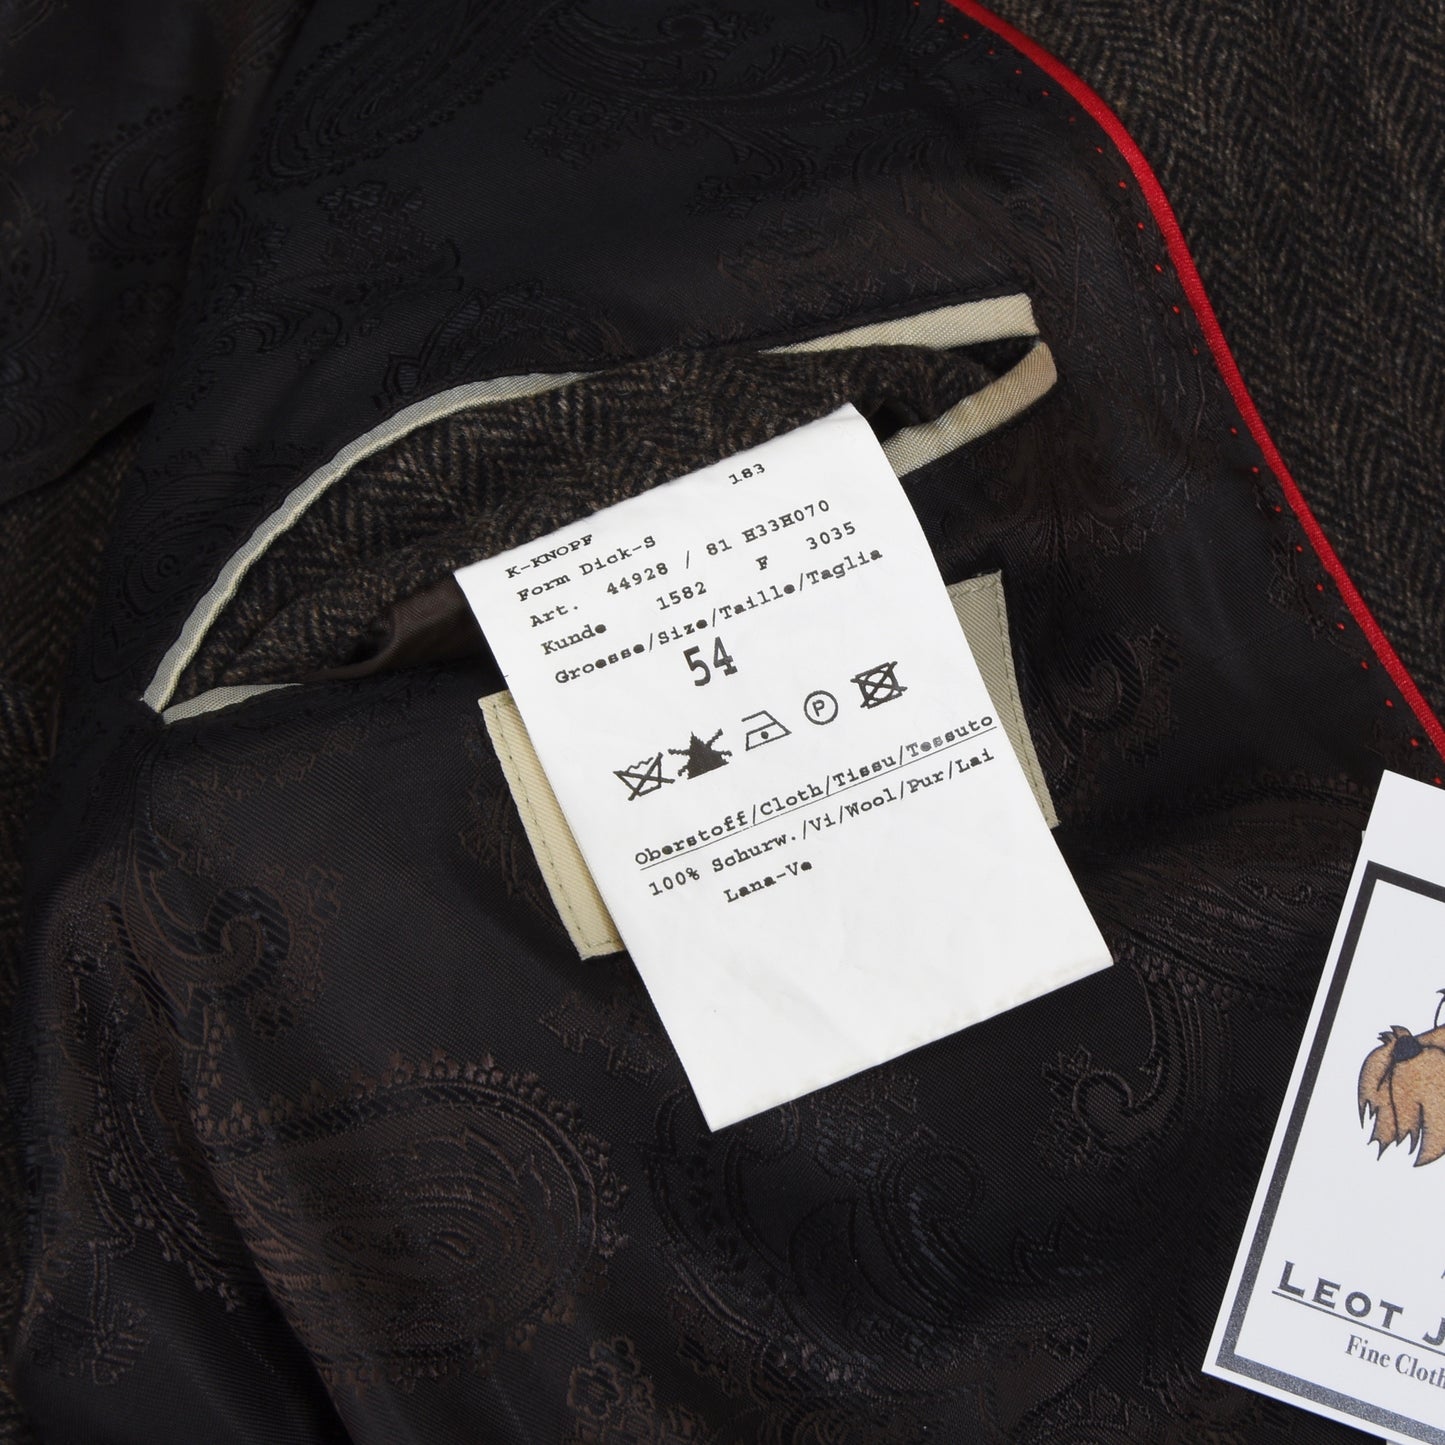 183
K-KNOPF
Form Dick-S
Art. 44928 / 81 H33H070
Kunde 1582 F 3035
Groesse/Size/Taille/Taglia
54
P
Oberstoff/Cloth/Tissu/Tessuto
100% Schurw./Vi/Wool/Pur/Lai
Lana-Ve
LEOT
Fine Cloth